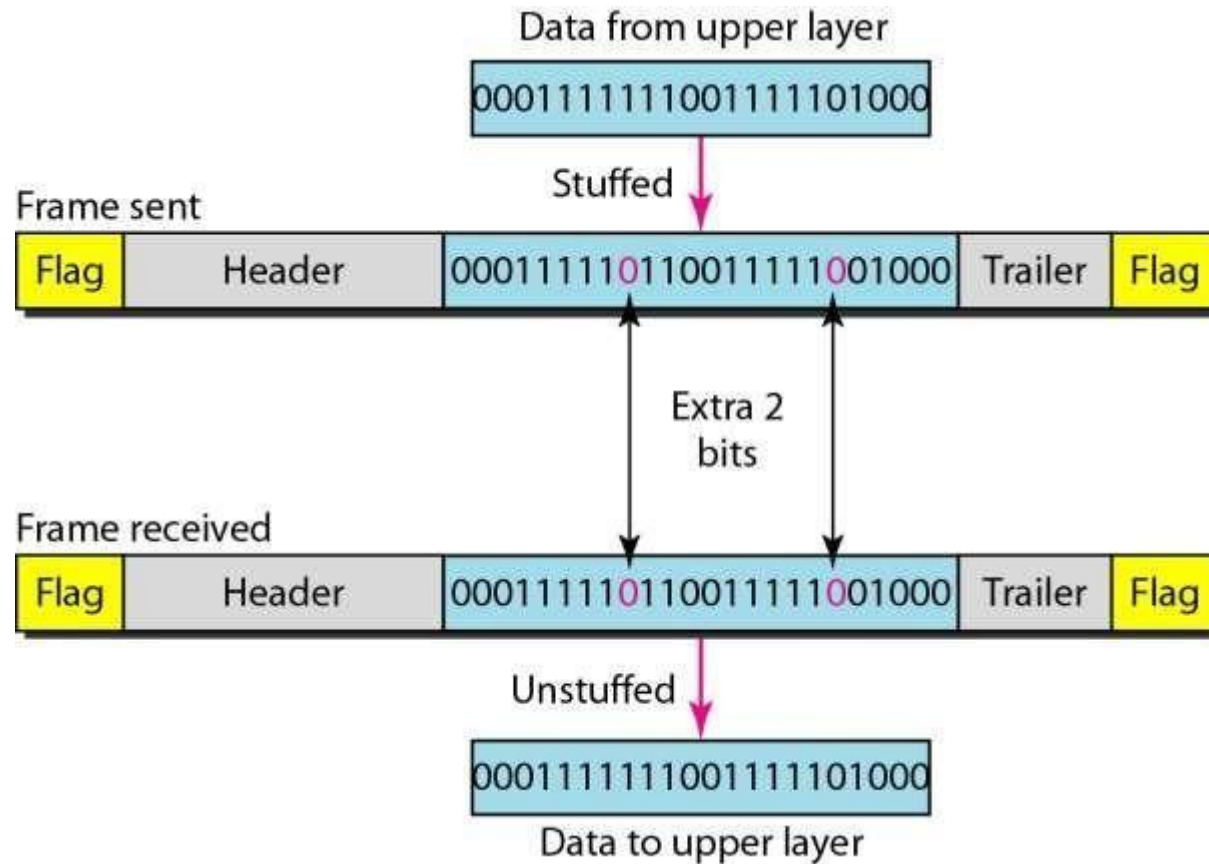 Data from upper layer
0001111111001111101000
Stuffed
Frame sent
Flag Header 000111110110011111001000 Trailer Flag
Extra 2
bits
Frame received
Flag Header 000111110110011111001000 Trailer Flag
Unstuffed
0001111111001111101000
Data to upper layer